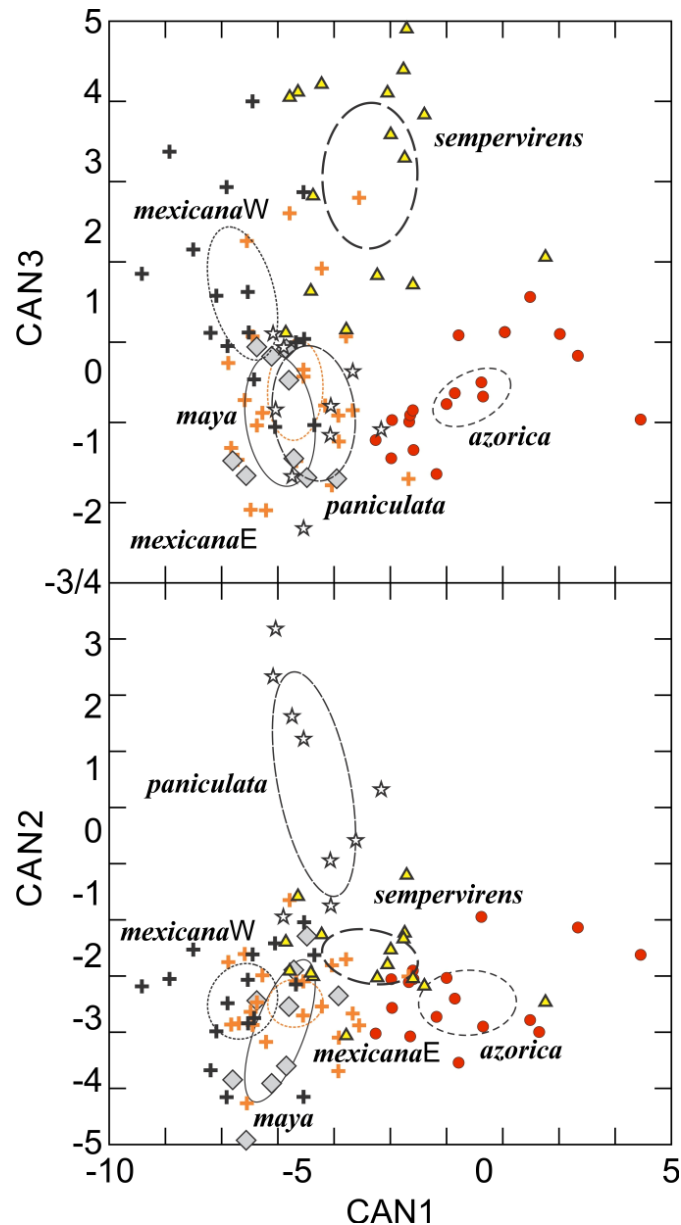 5
4
sempervirens
3
mexicanaW
2
CAN3
1
0
maya
azorica
-1
paniculata
-2
mexicanaE
-3/4
3
2
paniculata
1
CAN2
0
-1
sempervirens
mexicanaW
-2
-3
mexicanaE
azorica
-4
maya
-5
-10
-5
0
5
CAN1